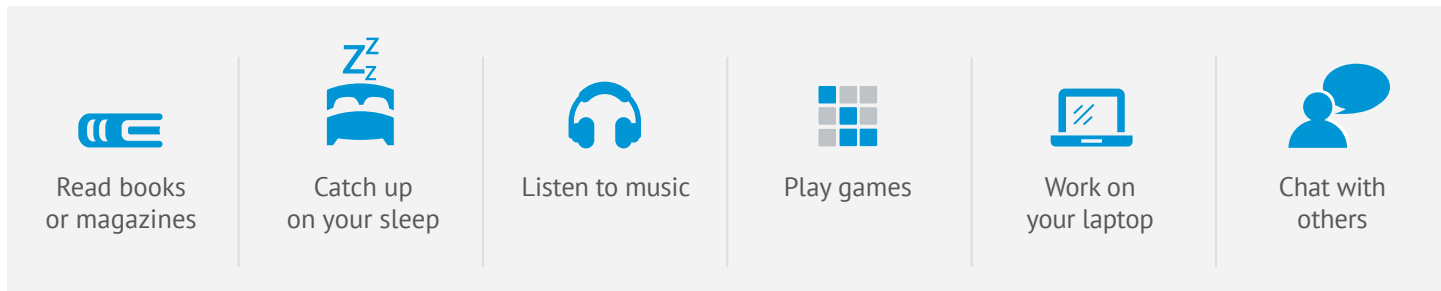 Zzz
Read books
or magazines
Catch up
on your sleep
Listen to music
Play games
Work on
your laptop
Chat with
others